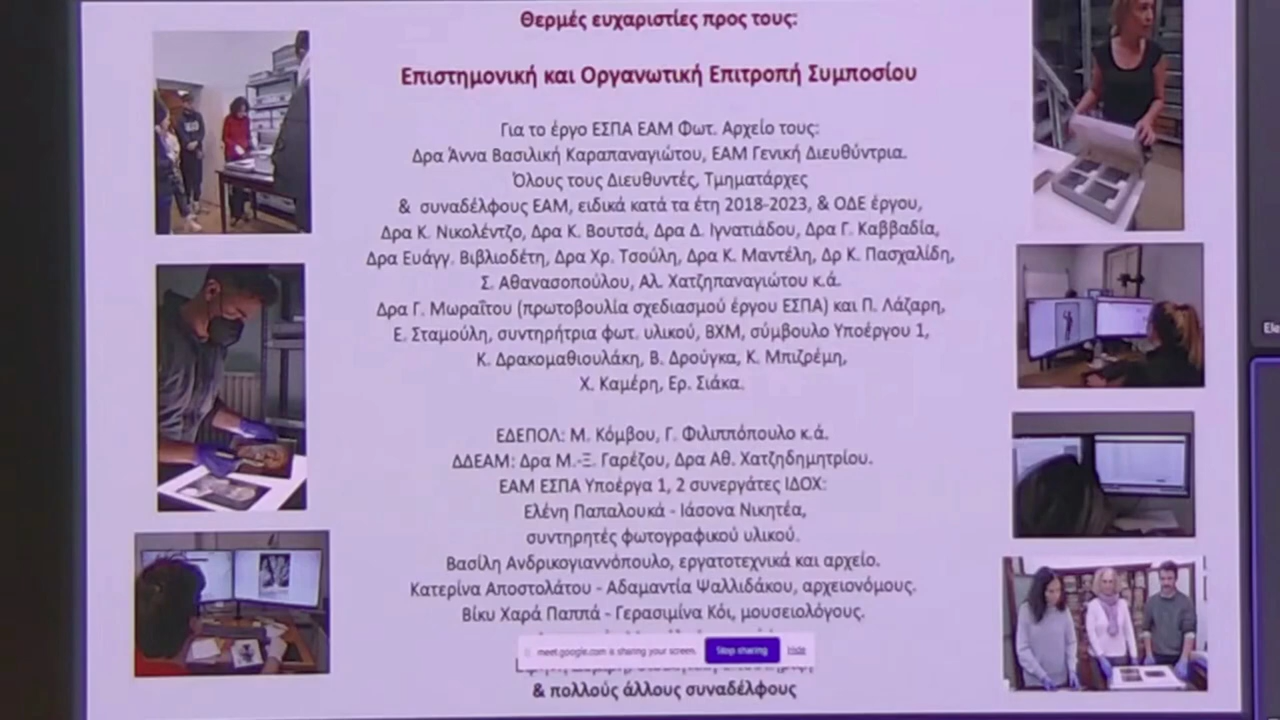 Θερμές ευχαριστίες προς τους:
Επιστημονική και Οργανωτική Επιτροπή Συμποσίου
Για το έργο ΕΣΠΑ ΕΑΜ Φωτ. Αρχείο τους:
Δρα Άννα Βασιλική Καραπαναγιώτου, ΕΑΜ Γενική Διευθύντρια.
Όλους τους Διευθυντές, Τμηματάρχες
& συναδέλφους ΕΑΜ, ειδικά κατά τα έτη 2018-2023, & ΟΔΕ έργου,
Δρα Κ. Νικολέντζο, Δρα Κ. Βουτσά, Δρα Δ. Ιγνατιάδου, Δρα Γ. Καββαδία,
Δρα Ευάγγ. Βιβλιοδέτη, Δρα Χρ. Τσούλη, Δρα Κ. Μαντέλη, Δρ Κ. Πασχαλίδη,
Σ. Αθανασοπούλου, Αλ. Χατζηπαναγιώτου κ.ά.
Δρα Γ. Μωραΐτου (πρωτοβουλία σχεδιασμού έργου ΕΣΠΑ) και Π. Λάζαρη,
Ε. Σταμούλη, συντηρήτρια φωτ. υλικού, ΒΧΜ, σύμβουλο Υποέργου 1,
Κ. Δρακομαθιουλάκη, Β. Δρούγκα, Κ. Μπιζρέμη,
Χ. Καμέρη, Ερ. Σιάκα.
ΕΔΕΠΟΛ: Μ. Κόμβου, Γ. Φιλιππόπουλο κ.ά.
ΔΔΕΑΜ: Δρα Μ.-Ξ. Γαρέζου, Δρα Αθ. Χατζηδημητρίου.
ΕΑΜ ΕΣΠΑ Υποέργα 1, 2 συνεργάτες ΙΔΟΧ:
Ελένη Παπαλουκά - Ιάσονα Νικητέα,
συντηρητές φωτογραφικού υλικού.
Βασίλη Ανδρικογιαννόπουλο, εργατοτεχνικά και αρχείο.
Κατερίνα Αποστολάτου - Αδαμαντία Ψαλλιδάκου, αρχειονόμους.
Βίκυ Χαρά Παππά - Γερασιμίνα Κόι, μουσειολόγους.
meet.google.com is sharing your screen. Stop sharing Hide
& πολλούς άλλους συναδέλφους